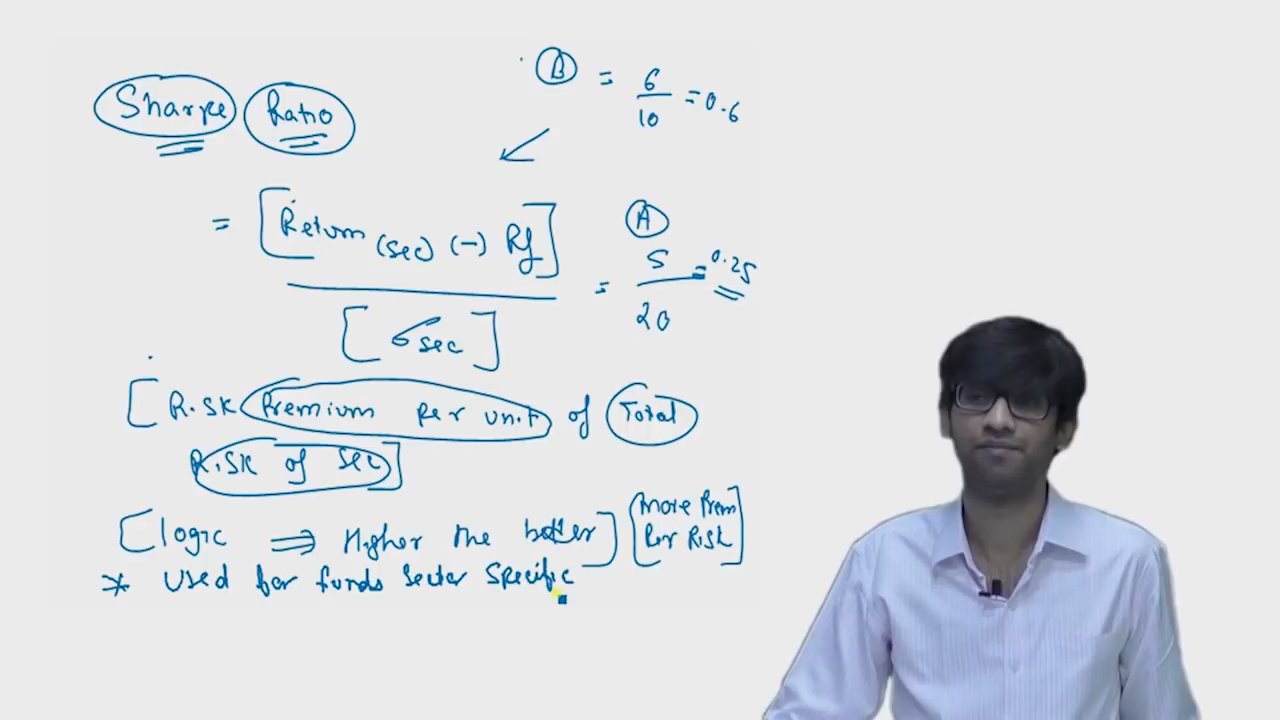 Sharpe Ratio
B = 6/10 = 0.6
= [Return (sec) (-) Rf] / [σ sec]
A
= 5/20 = 0.25
[Risk Premium per unit of Total
Risk of sec]
[logic ⇒ Higher the better] [more Prem
Per Risk]
* Used for funds sector specific